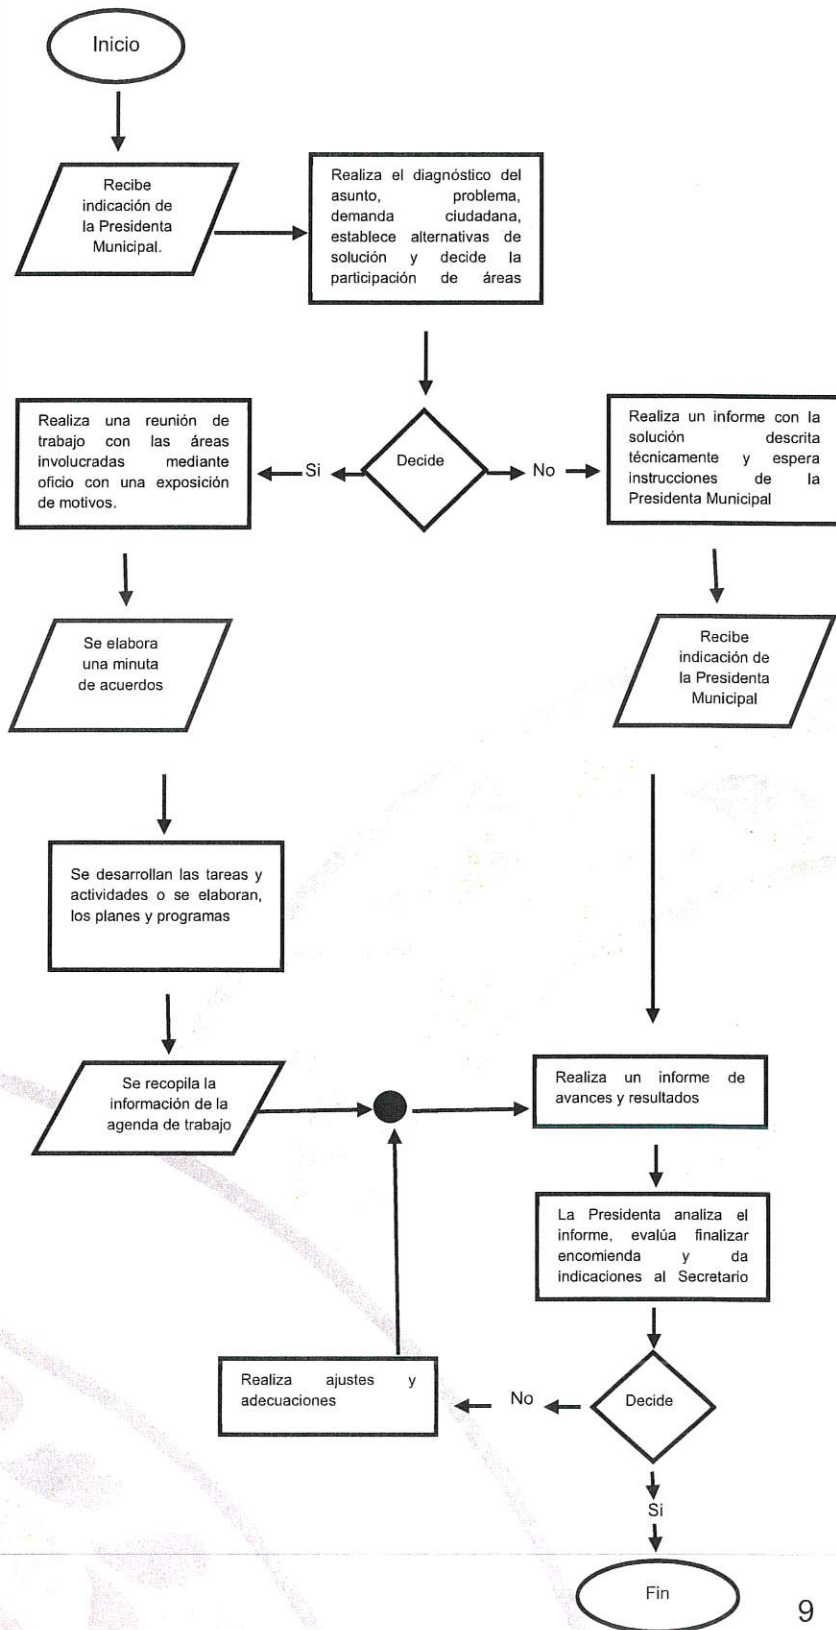 Inicio
Recibe
indicación de
la Presidenta
Municipal.
Realiza el diagnóstico del
asunto, problema,
demanda ciudadana,
establece alternativas de
solución y decide la
participación de áreas
Decide
Si
No
Realiza una reunión de
trabajo con las áreas
involucradas mediante
oficio con una exposición
de motivos.
Realiza un informe con la
solución descrita
técnicamente y espera
instrucciones de la
Presidenta Municipal
Se elabora
una minuta
de acuerdos
Recibe
indicación de
la Presidenta
Municipal
Se desarrollan las tareas y
actividades o se elaboran,
los planes y programas
Se recopila la
información de la
agenda de trabajo
Realiza un informe de
avances y resultados
La Presidenta analiza el
informe, evalúa finalizar
encomienda y da
indicaciones al Secretario
Realiza ajustes y
adecuaciones
No
Decide
Si
Fin
9